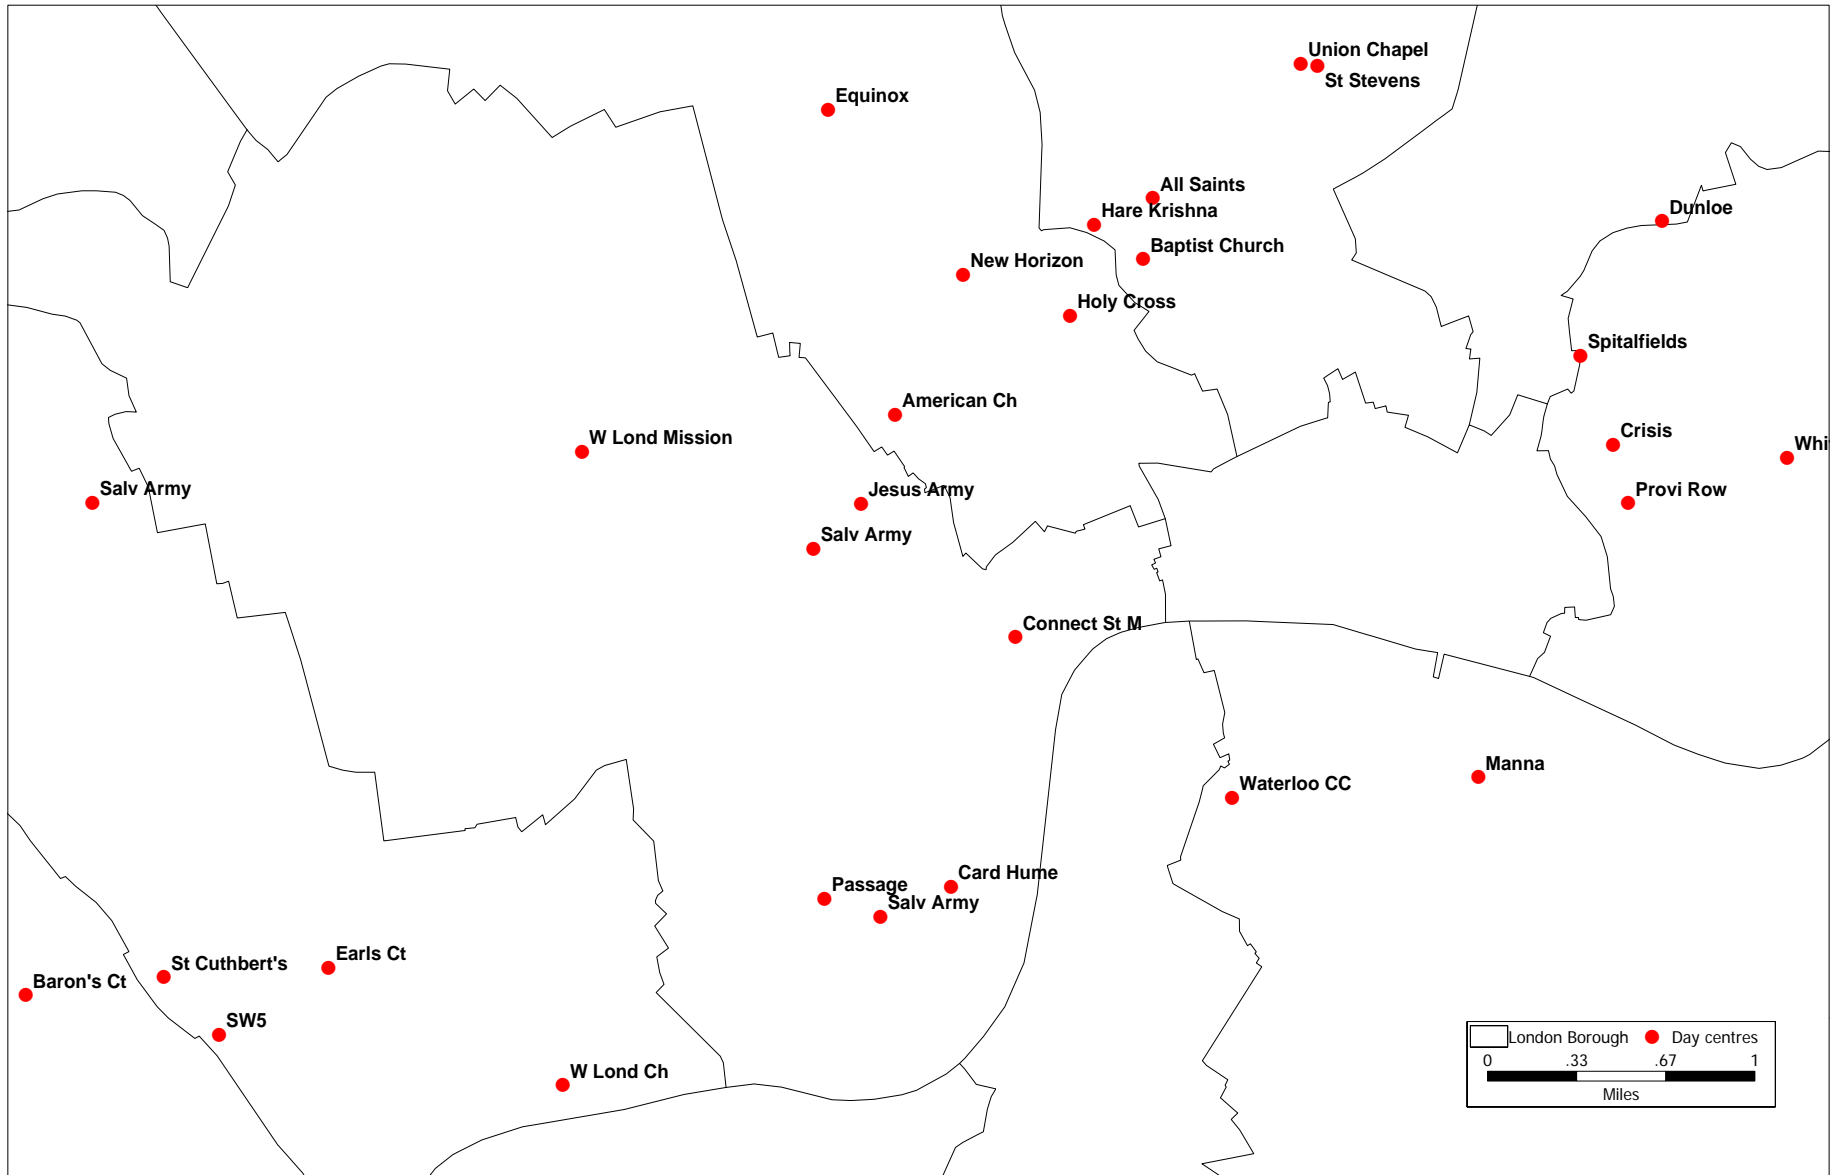 Union Chapel
St Stevens
Equinox
All Saints
Hare Krishna
Dunloe
Baptist Church
New Horizon
Holy Cross
Spitalfields
American Ch
W Lond Mission
Crisis
Whi
Salv Army
Jesus Army
Provi Row
Salv Army
Connect St M
Manna
Waterloo CC
Card Hume
Passage
Salv Army
Earls Ct
St Cuthbert's
Baron's Ct
SW5
W Lond Ch
London Borough Day centres
0 .33 .67 1
Miles